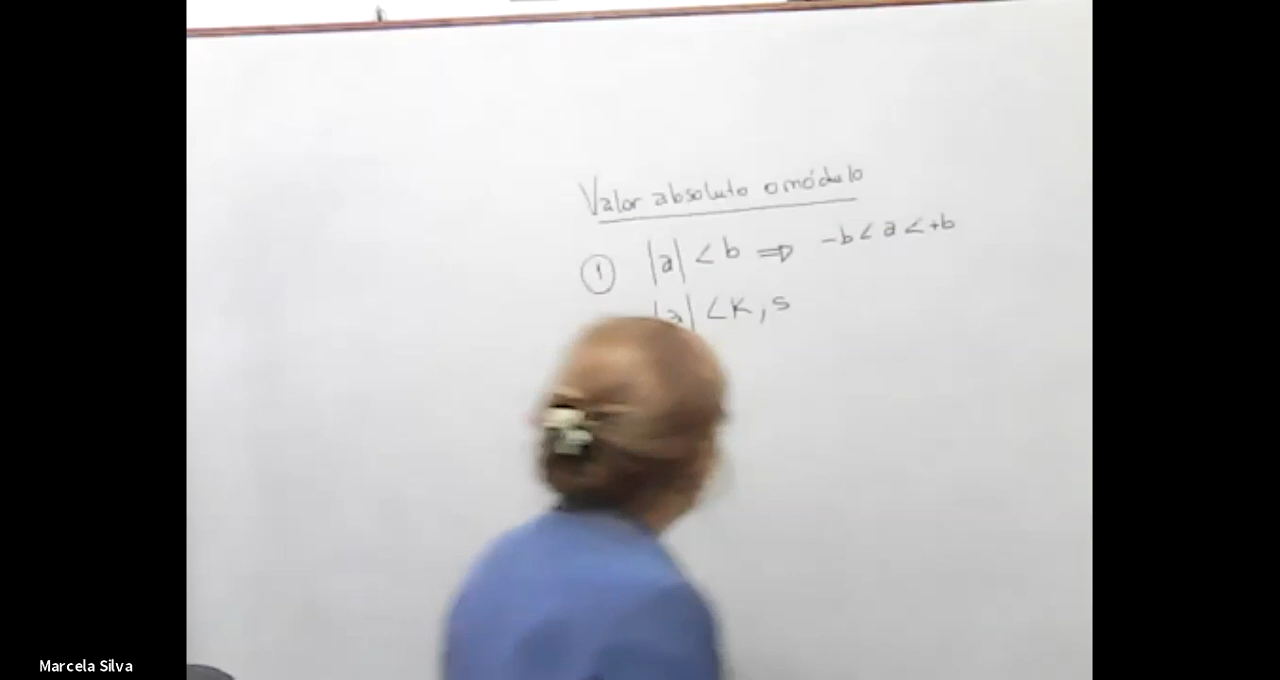 Valor absoluto o módulo
① |a| < b ⇒ -b < a < +b
|a| < K, s
Marcela Silva